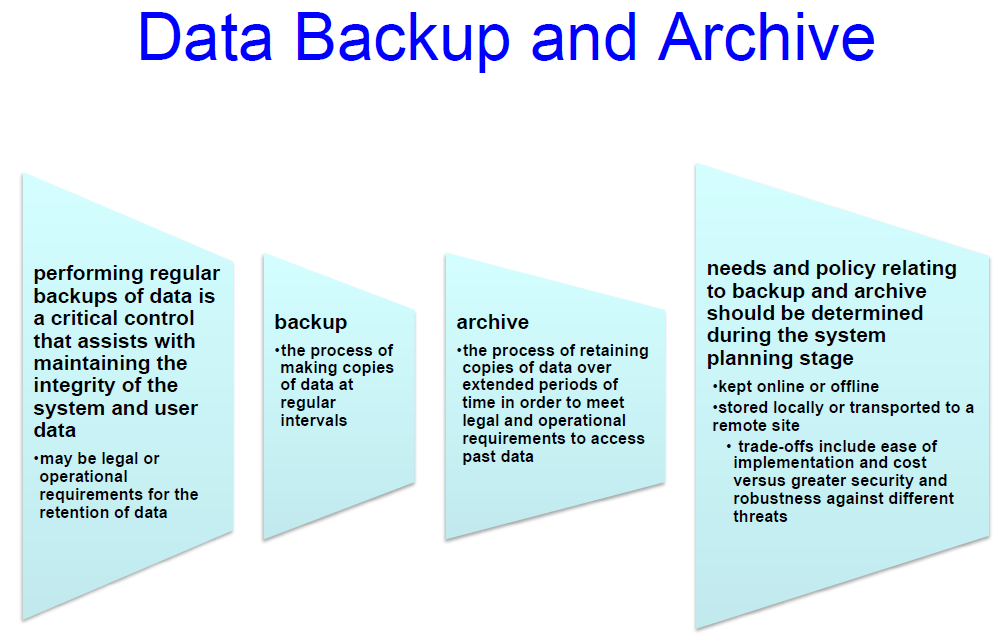 Data Backup and Archive
performing regular
backups of data is
a critical control
that assists with
maintaining the
integrity of the
system and user
data
•may be legal or
operational
requirements for the
retention of data
backup
•the process of
making copies
of data at
regular
intervals
archive
•the process of retaining
copies of data over
extended periods of
time in order to meet
legal and operational
requirements to access
past data
needs and policy relating
to backup and archive
should be determined
during the system
planning stage
•kept online or offline
•stored locally or transported to a
remote site
• trade-offs include ease of
implementation and cost
versus greater security and
robustness against different
threats